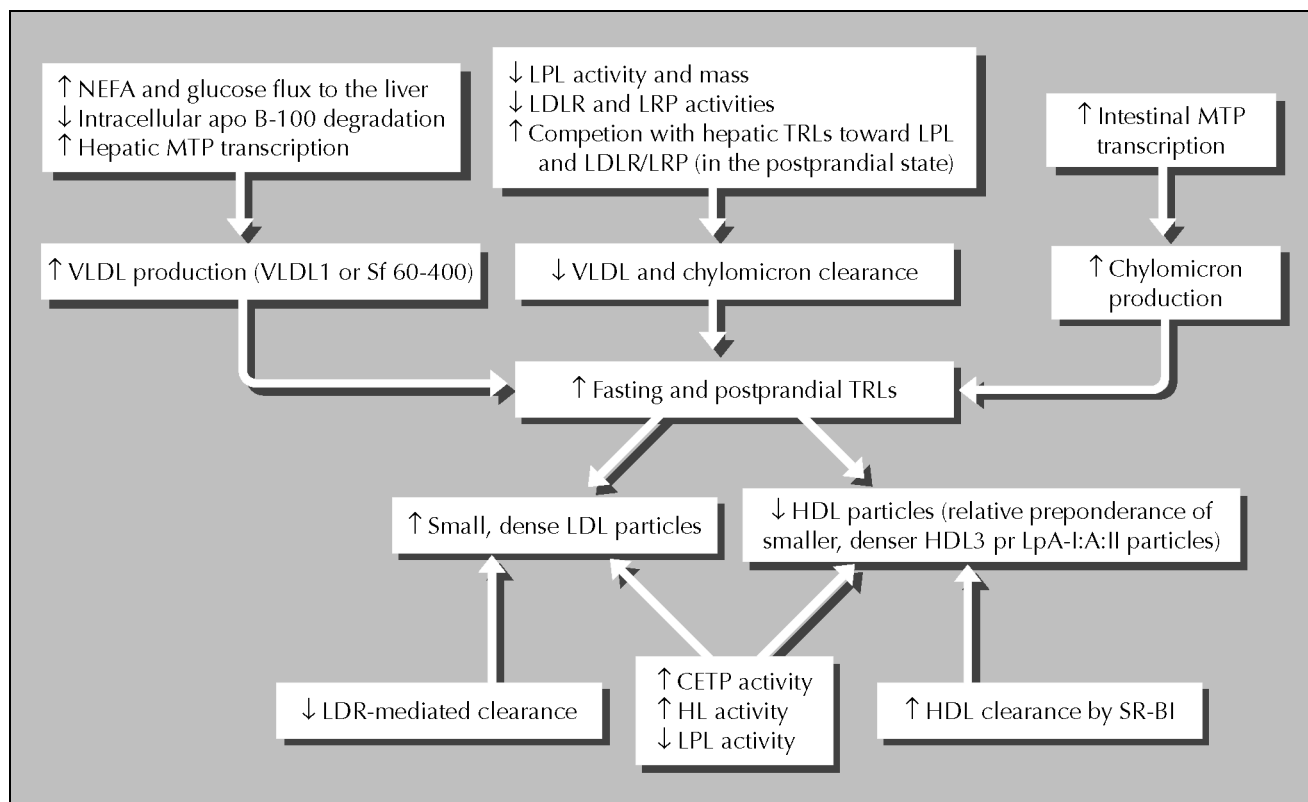 ↑ NEFA and glucose flux to the liver
↓ Intracellular apo B-100 degradation
↑ Hepatic MTP transcription
↓ LPL activity and mass
↓ LDLR and LRP activities
↑ Competion with hepatic TRLs toward LPL
and LDLR/LRP (in the postprandial state)
↑ Intestinal MTP
transcription
↑ VLDL production (VLDL1 or Sf 60-400)
↓ VLDL and chylomicron clearance
↑ Chylomicron
production
↑ Fasting and postprandial TRLs
↑ Small, dense LDL particles
↓ HDL particles (relative preponderance of
smaller, denser HDL3 pr LpA-I:A:II particles)
↓ LDR-mediated clearance
↑ CETP activity
↑ HL activity
↓ LPL activity
↑ HDL clearance by SR-BI